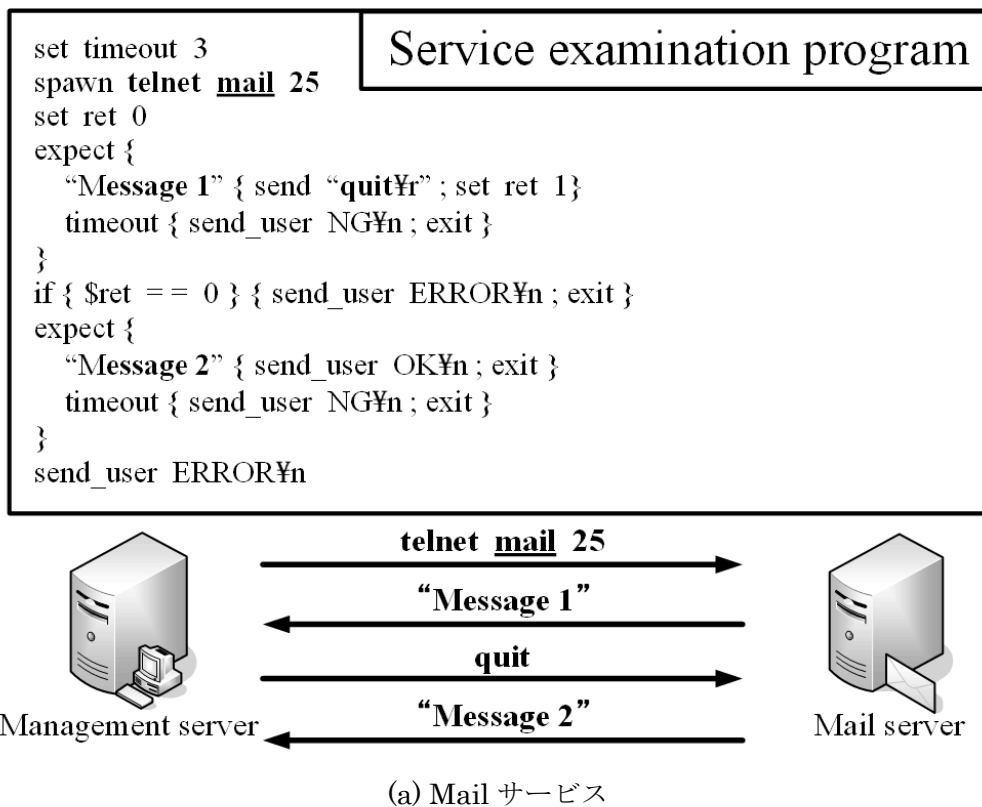 Service examination program
set timeout 3
spawn telnet mail 25
set ret 0
expect {
“Message 1” { send “quit¥r” ; set ret 1}
timeout { send_user NG¥n ; exit }
}
if { $ret == 0 } { send_user ERROR¥n ; exit }
expect {
“Message 2” { send_user OK¥n ; exit }
timeout { send_user NG¥n ; exit }
}
send_user ERROR¥n
telnet mail 25
“Message 1”
quit
“Message 2”
Management server
Mail server
(a) Mail サービス